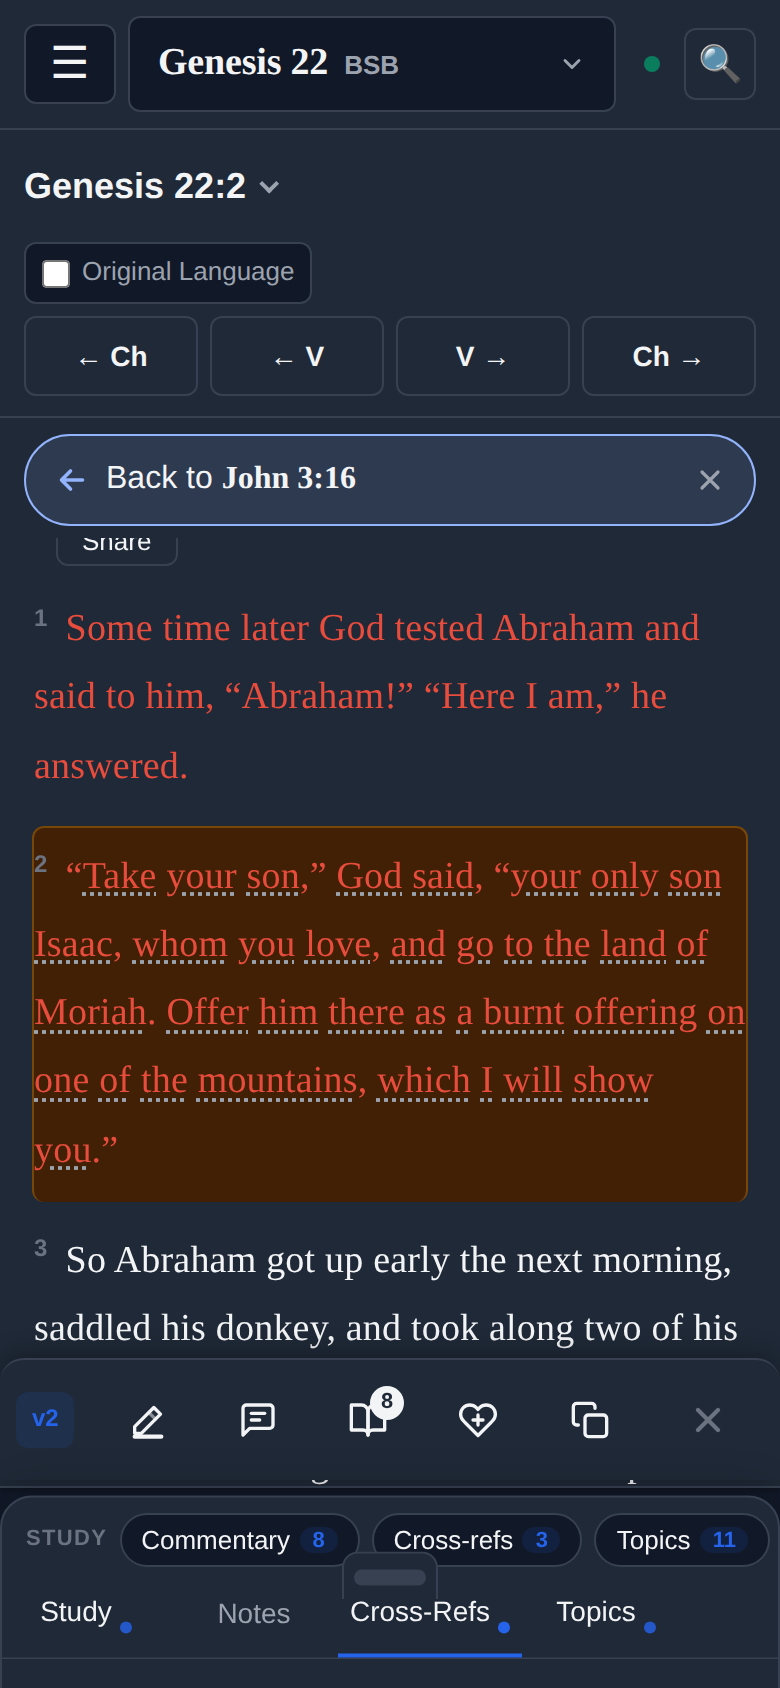 Genesis 22 BSB
Genesis 22:2
Original Language
← Ch
← V
V →
Ch →
Back to John 3:16
Share
1 Some time later God tested Abraham and
said to him, “Abraham!” “Here I am,” he
answered.
2 “Take your son,” God said, “your only son
Isaac, whom you love, and go to the land of
Moriah. Offer him there as a burnt offering on
one of the mountains, which I will show
you.”
3 So Abraham got up early the next morning,
saddled his donkey, and took along two of his
v2
8
STUDY Commentary 8 Cross-refs 3 Topics 11
Study Notes Cross-Refs Topics